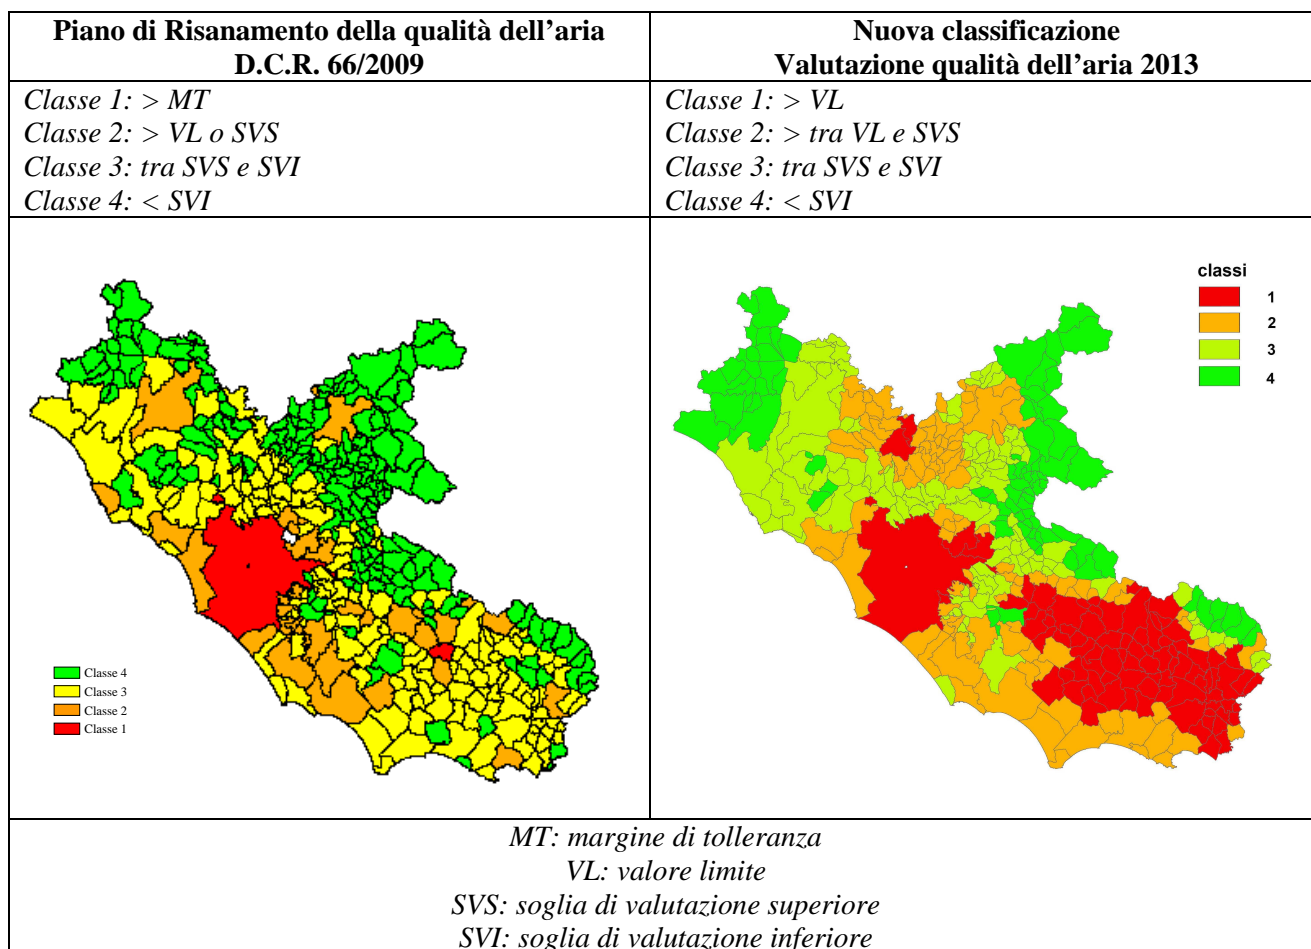 Piano di Risanamento della qualità dell’aria
D.C.R. 66/2009
Nuova classificazione
Valutazione qualità dell’aria 2013
Classe 1: > MT
Classe 2: > VL o SVS
Classe 3: tra SVS e SVI
Classe 4: < SVI
Classe 1: > VL
Classe 2: > tra VL e SVS
Classe 3: tra SVS e SVI
Classe 4: < SVI
Classe 4
Classe 3
Classe 2
Classe 1
classi
1
2
3
4
MT: margine di tolleranza
VL: valore limite
SVS: soglia di valutazione superiore
SVI: soglia di valutazione inferiore